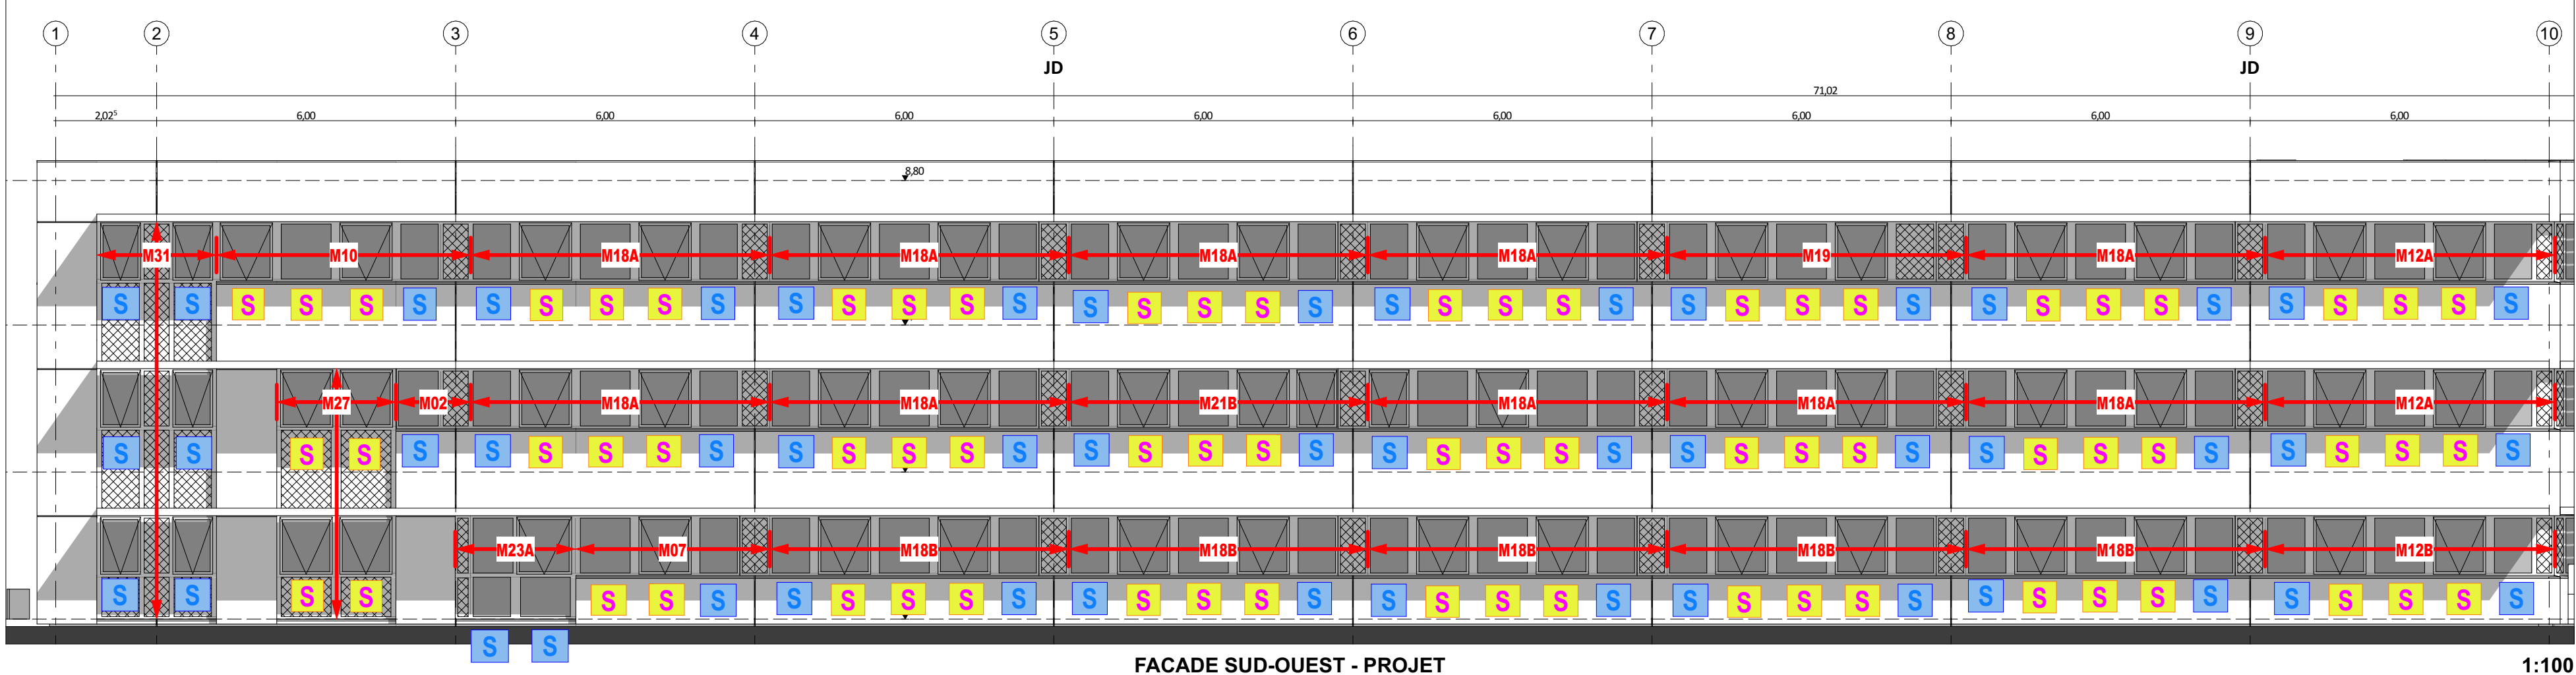 1 2 3 4 5 6 7 8 9 10
JD JD
71,02
2,02⁵ 6,00 6,00 6,00 6,00 6,00 6,00 6,00 6,00
8,80
M31 M10 M18A M18A M18A M18A M19 M18A M12A
S S S S S S S S S S S S S S S S S S S S S S S S S S S S S S S S S S S S S S S S S
M27 M02 M18A M18A M21B M18A M18A M18A M12A
S S S S S S S S S S S S S S S S S S S S S S S S S S S S S S S S S S S S S S S S
M23A M07 M18B M18B M18B M18B M18B M12B
S S S S S S S S S S S S S S S S S S S S S S S S S S S S S S S S S S S S S
S S
FACADE SUD-OUEST - PROJET
1:100